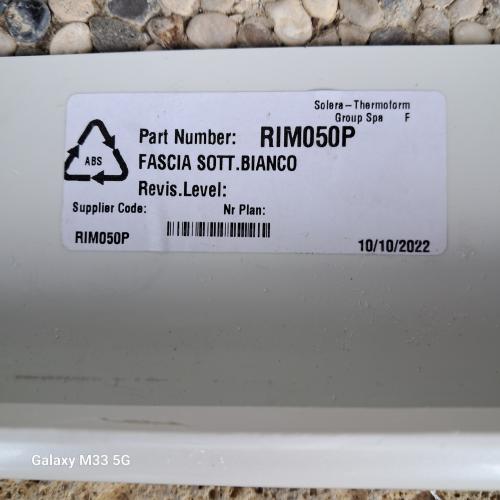 Solera-Thermoform
Group Spa F
Part Number: RIM050P
ABS
FASCIA SOTT.BIANCO
Revis.Level:
Supplier Code: Nr Plan:
RIM050P
10/10/2022
Galaxy M33 5G